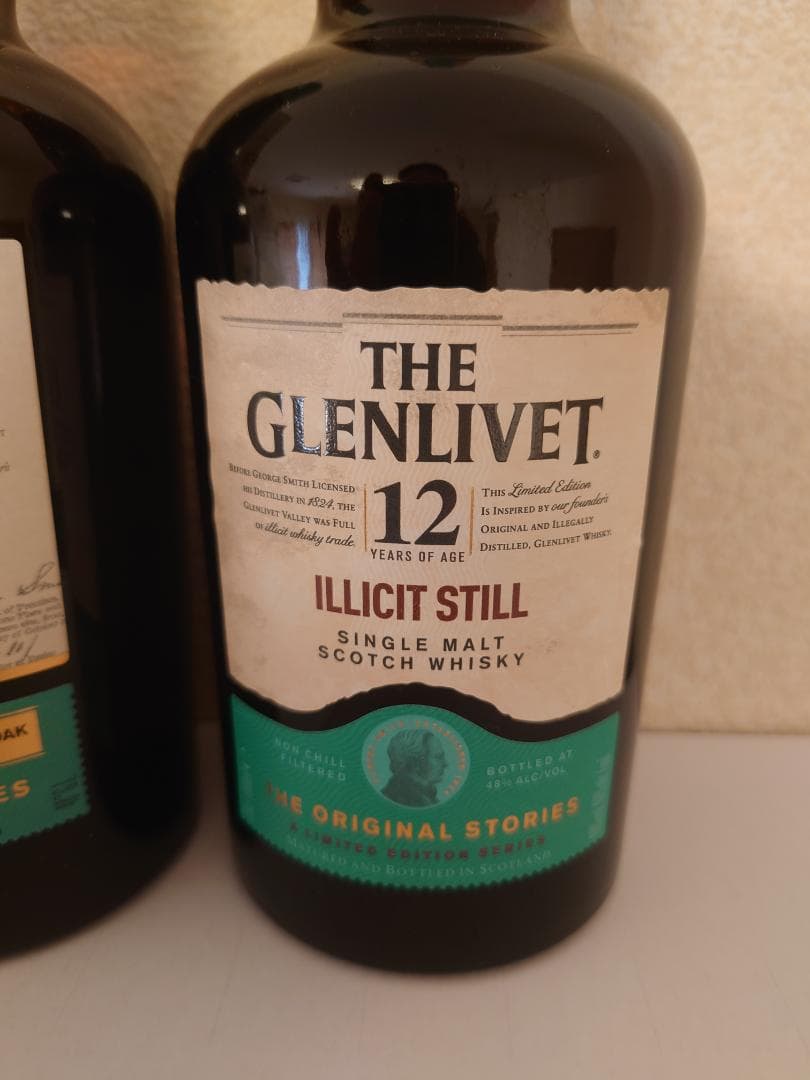 THE
GLENLIVET
BEFORE GEORGE SMITH LICENSED
HIS DISTILLERY IN 1824, THE
GLENLIVET VALLEY WAS FULL
OF illicit whisky trade.
12
YEARS OF AGE
THIS Limited Edition
IS INSPIRED BY our founder's
ORIGINAL AND ILLEGALLY
DISTILLED, GLENLIVET WHISKY.
ILLICIT STILL
SINGLE MALT
SCOTCH WHISKY
NON CHILL
FILTERED
BOTTLED AT
48% ALC/VOL
THE ORIGINAL STORIES
A LIMITED EDITION SERIES
MATURED AND BOTTLED IN SCOTLAND
OAK
ES